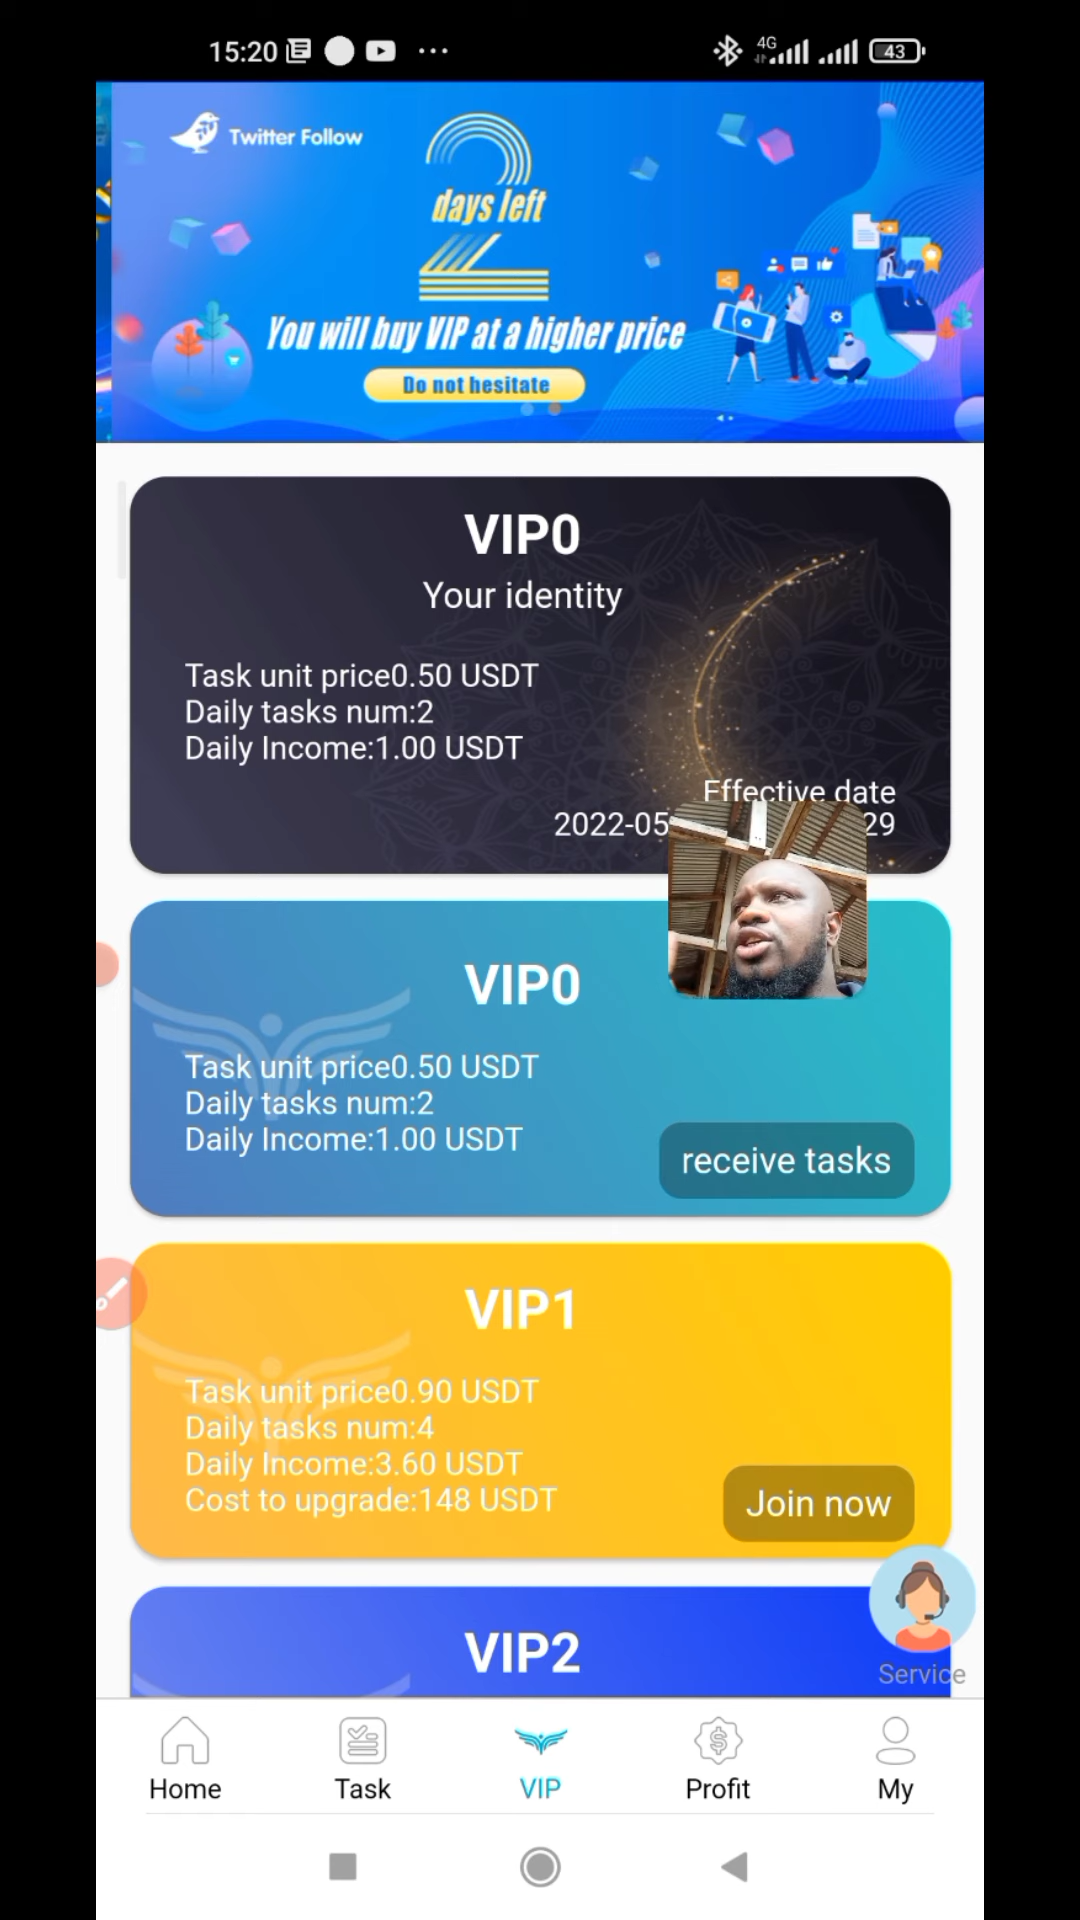 15:20
4G
43
Twitter Follow
2
days left
You will buy VIP at a higher price
Do not hesitate
VIP0
Your identity
Task unit price0.50 USDT
Daily tasks num:2
Daily Income:1.00 USDT
Effective date
2022-05
29
VIP0
Task unit price0.50 USDT
Daily tasks num:2
Daily Income:1.00 USDT
receive tasks
VIP1
Task unit price0.90 USDT
Daily tasks num:4
Daily Income:3.60 USDT
Cost to upgrade:148 USDT
Join now
VIP2
Service
Home
Task
VIP
Profit
My